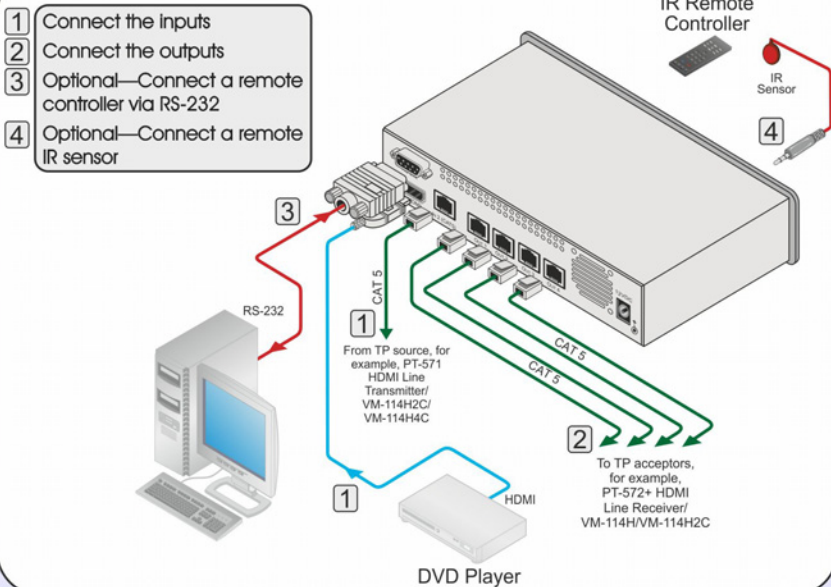 1 Connect the inputs
2 Connect the outputs
3 Optional—Connect a remote
controller via RS-232
4 Optional—Connect a remote
IR sensor
IR Remote
Controller
IR
Sensor
4
3
RS-232
CAT 5
1
From TP source, for
example, PT-571
HDMI Line
Transmitter/
VM-114H2C/
VM-114H4C
12VDC
CAT 5
CAT 5
2
To TP acceptors,
for example,
PT-572+ HDMI
Line Receiver/
VM-114H/VM-114H2C
1
HDMI
DVD Player